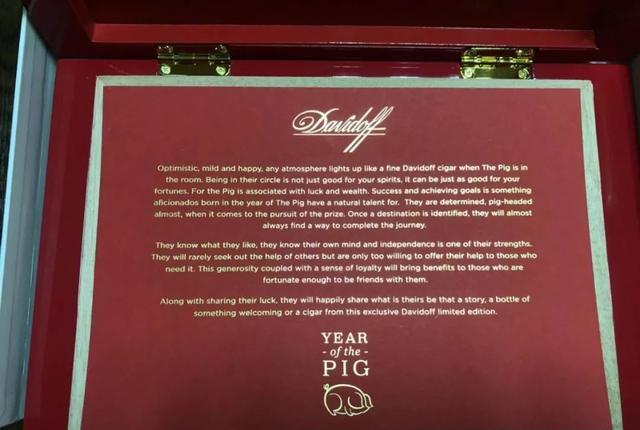 Davidoff
Optimistic, mild and happy, any atmosphere lights up like a fine Davidoff cigar when The Pig is in
the room. Being in their circle is not just good for your spirits, it can be just as good for your
fortunes. For the Pig is associated with luck and wealth. Success and achieving goals is something
aficionados born in the year of The Pig have a natural talent for. They are determined, pig-headed
almost, when it comes to the pursuit of the prize. Once a destination is identified, they will almost
always find a way to complete the journey.
They know what they like, they know their own mind and independence is one of their strengths.
They will rarely seek out the help of others but are only too willing to offer their help to those who
need it. This generosity coupled with a sense of loyalty will bring benefits to those who are
fortunate enough to be friends with them.
Along with sharing their luck, they will happily share what is theirs be that a story, a bottle of
something welcoming or a cigar from this exclusive Davidoff limited edition.
YEAR
- of the -
PIG